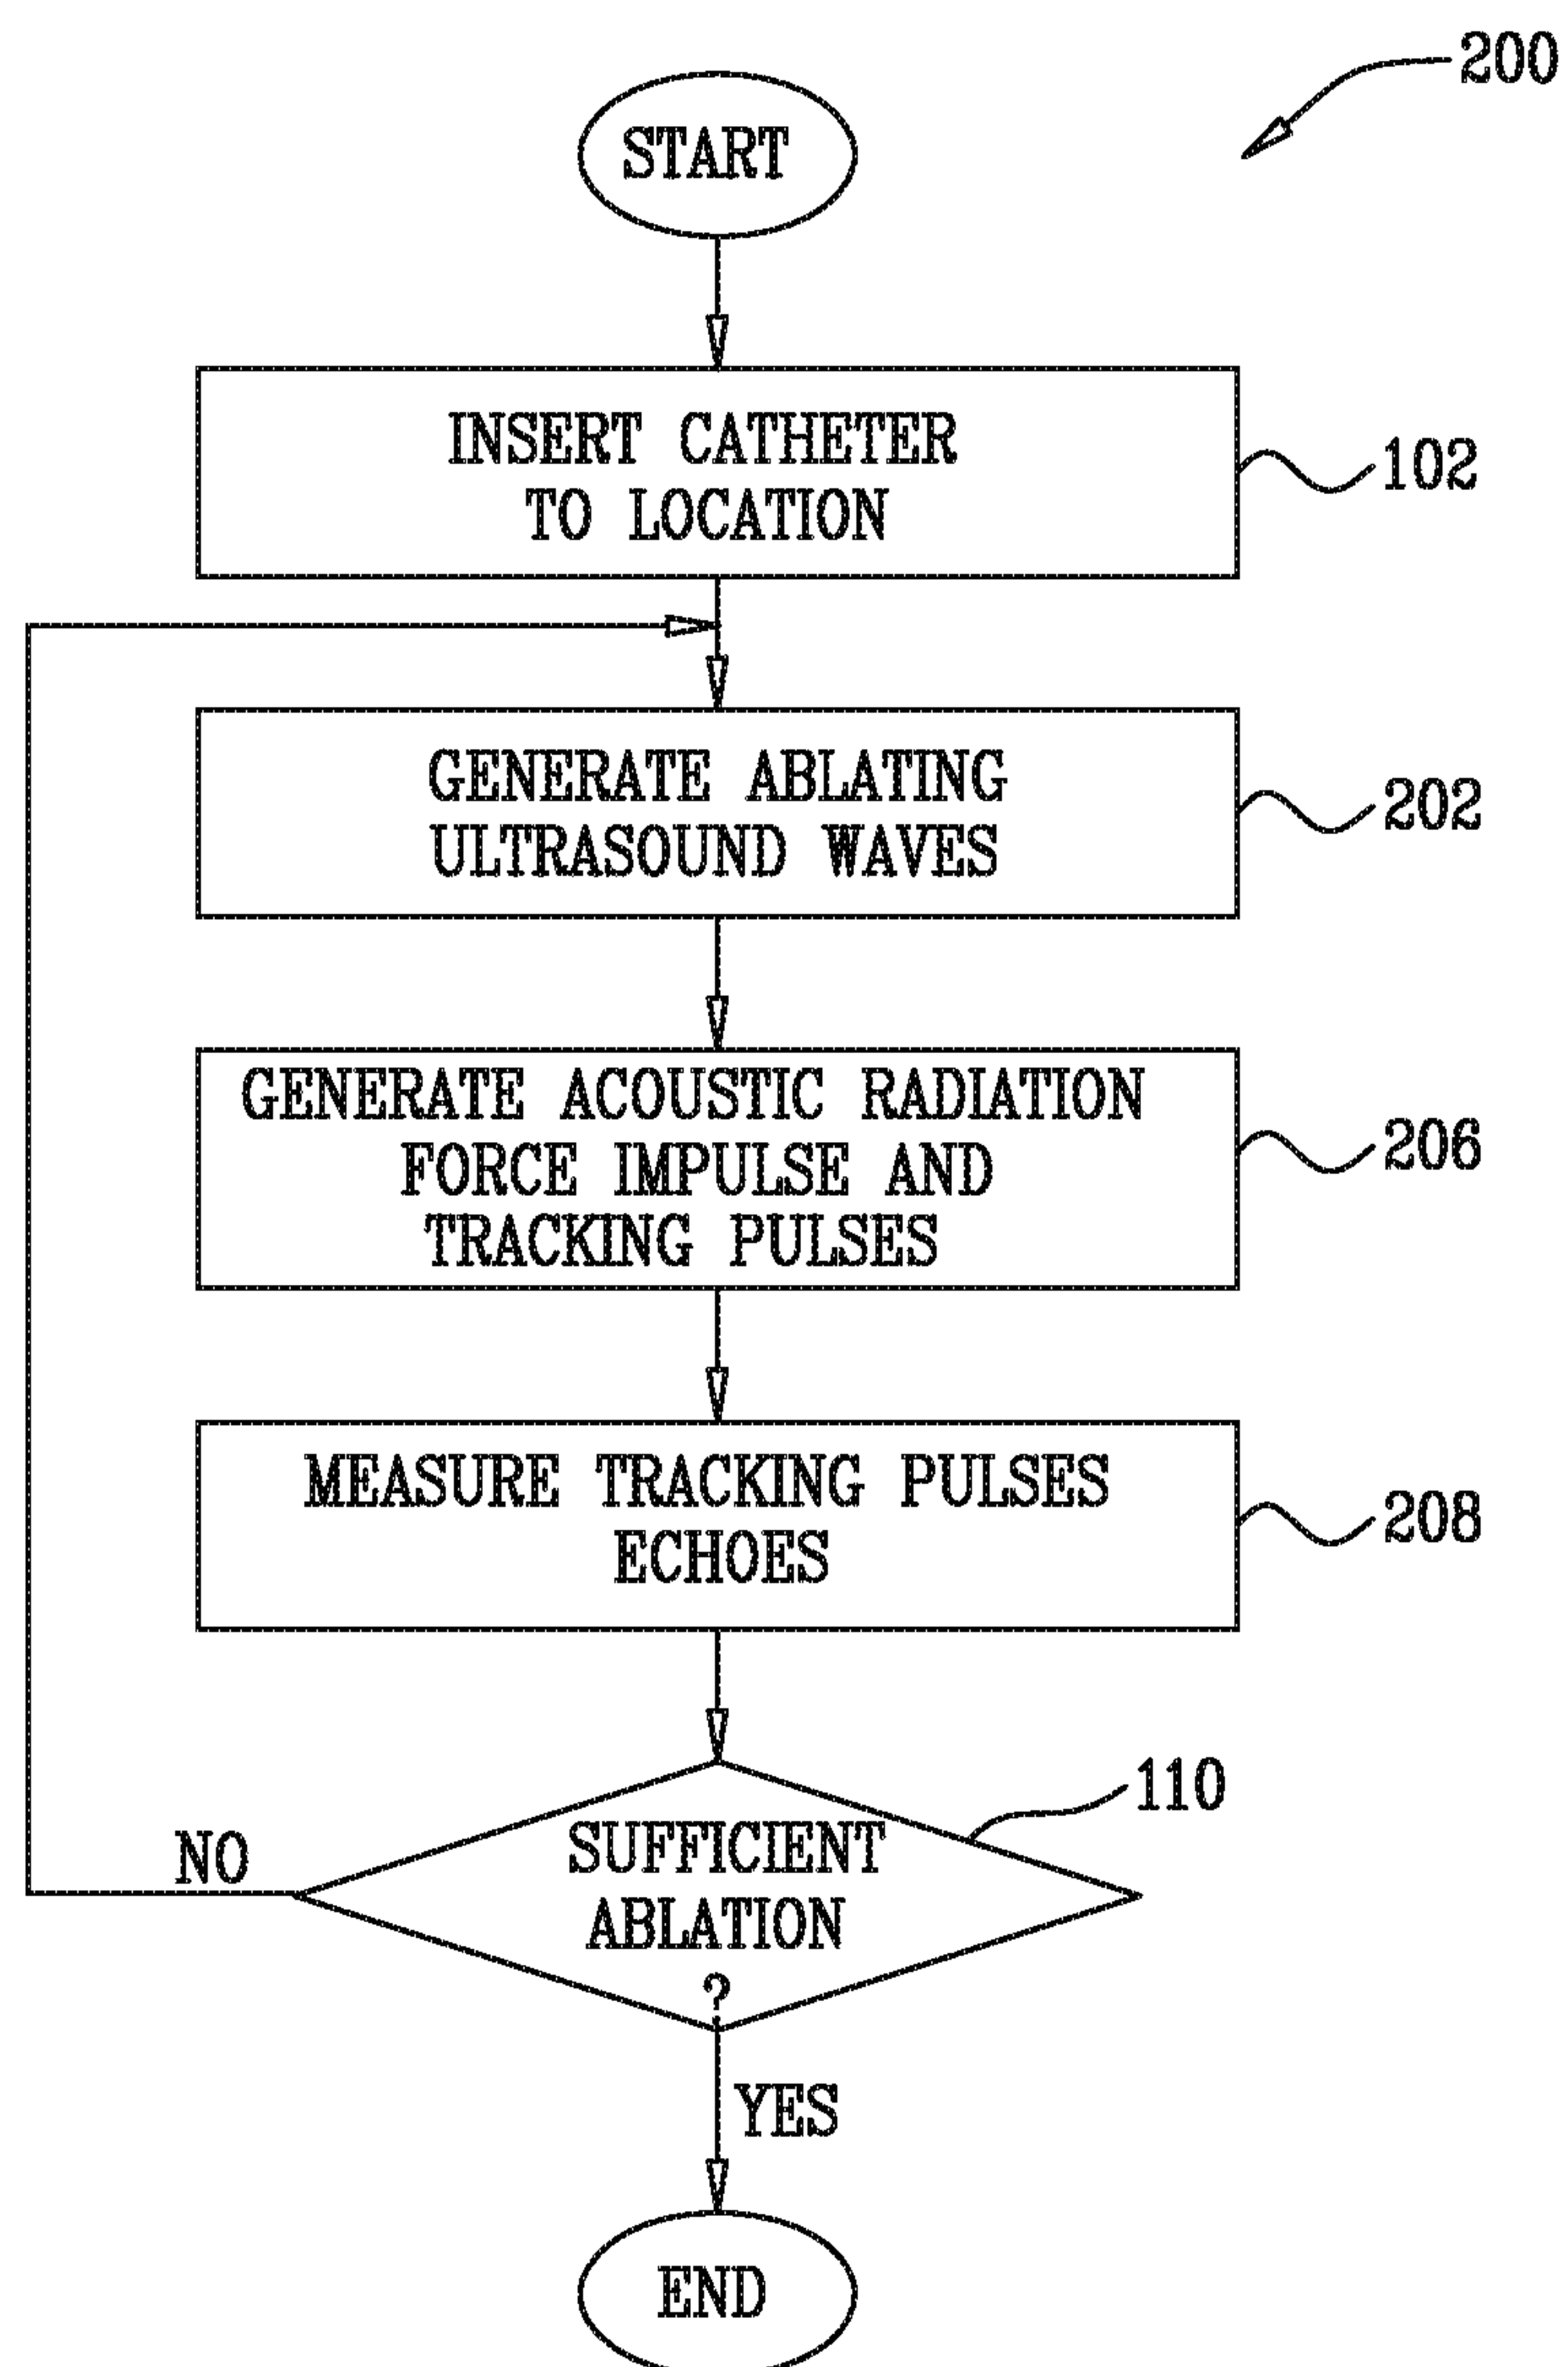 200
START
INSERT CATHETER
TO LOCATION
102
GENERATE ABLATING
ULTRASOUND WAVES
202
GENERATE ACOUSTIC RADIATION
FORCE IMPULSE AND
TRACKING PULSES
206
MEASURE TRACKING PULSES
ECHOES
208
110
SUFFICIENT
ABLATION
?
NO
YES
END